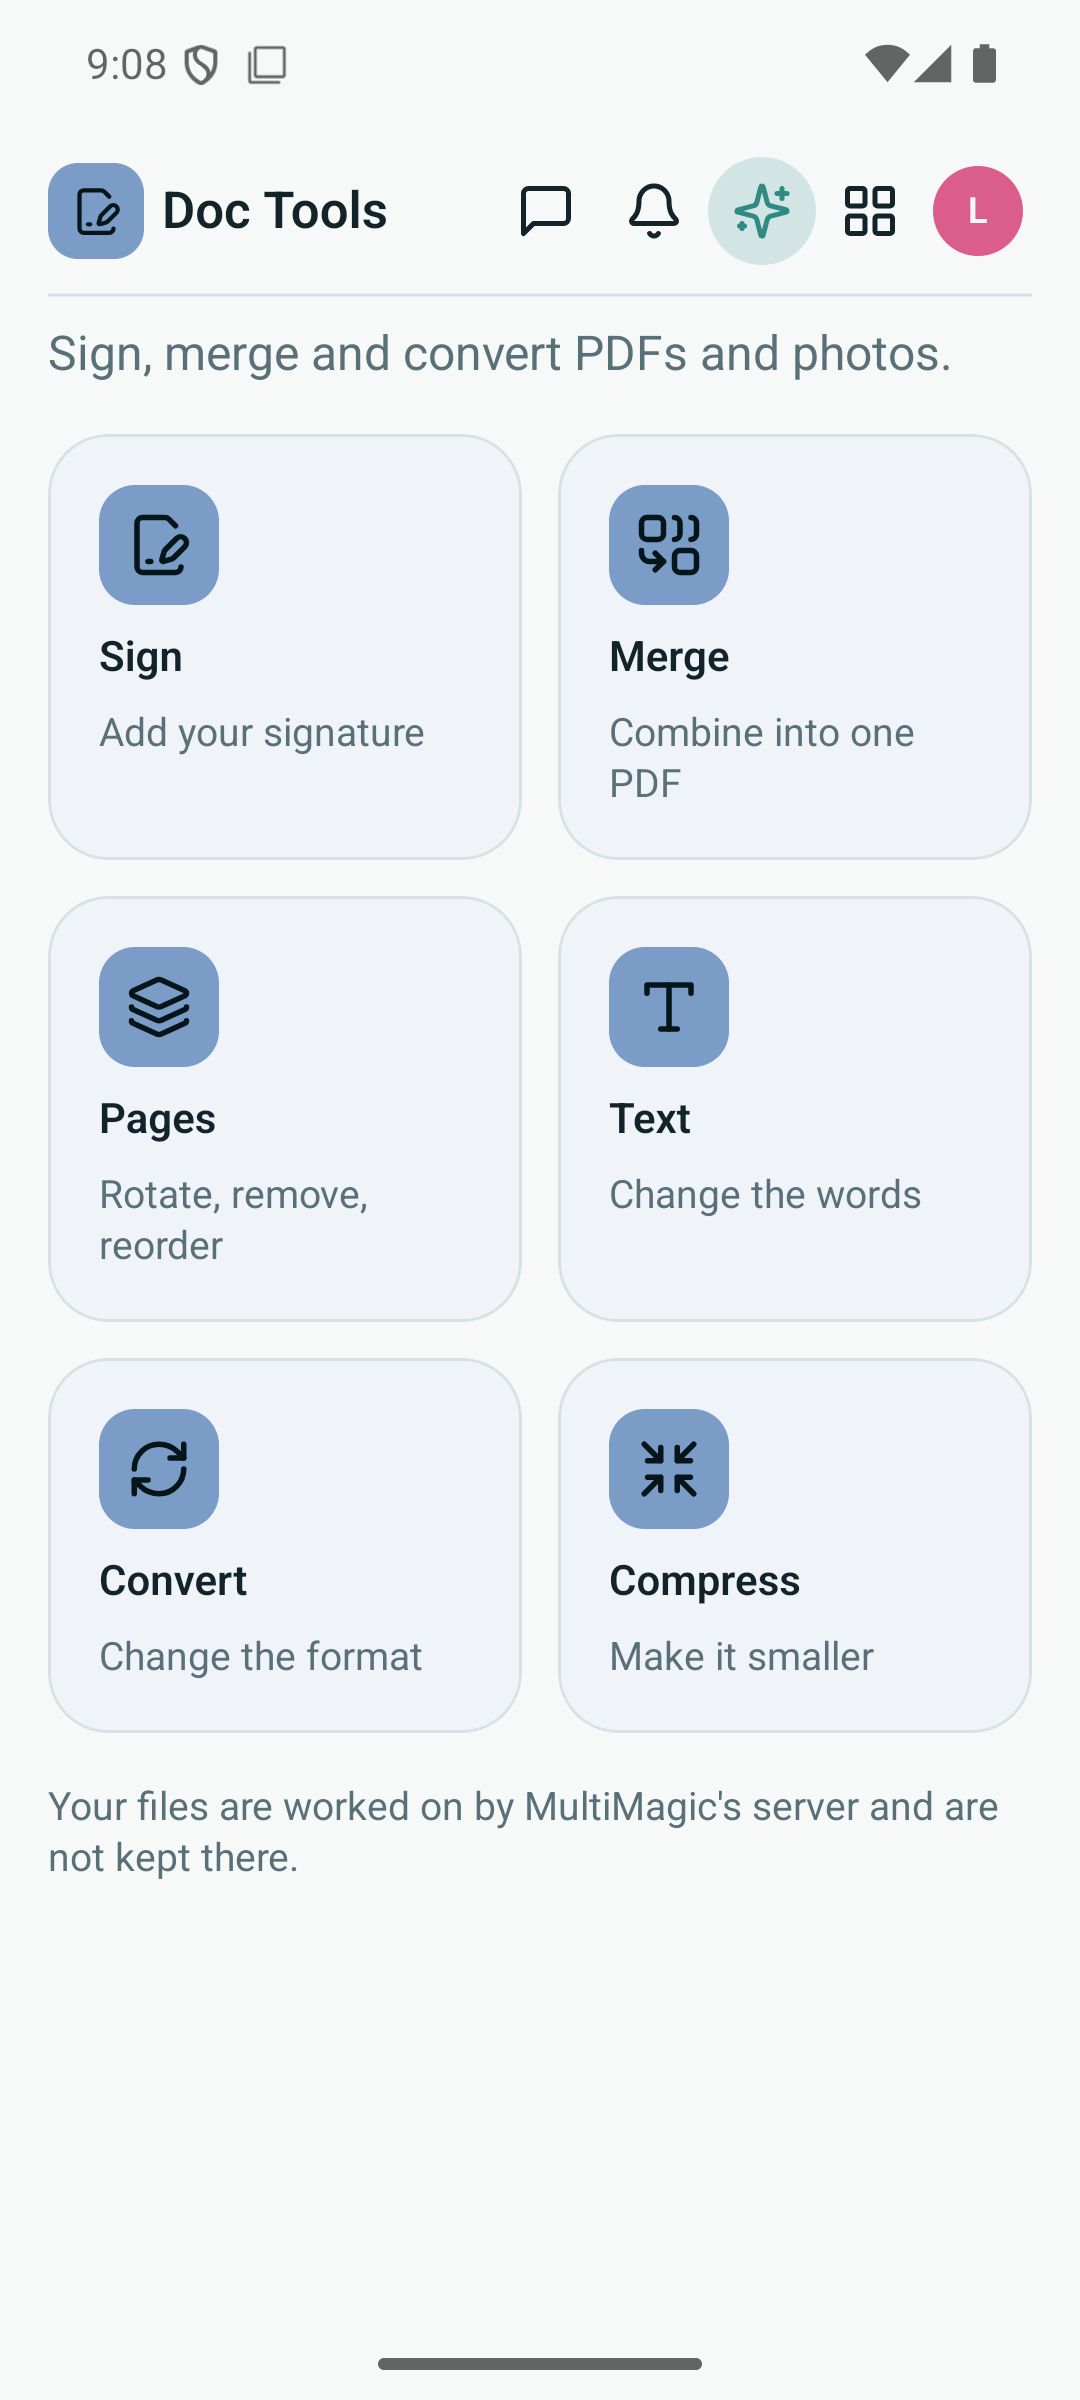 9:08
Doc Tools
L
Sign, merge and convert PDFs and photos.
Sign
Add your signature
Merge
Combine into one
PDF
Pages
Rotate, remove,
reorder
Text
Change the words
Convert
Change the format
Compress
Make it smaller
Your files are worked on by MultiMagic's server and are
not kept there.